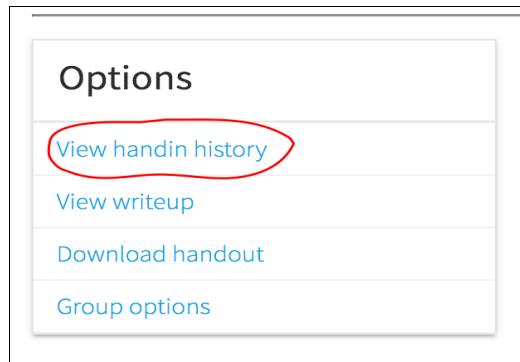 Options
View handin history
View writeup
Download handout
Group options